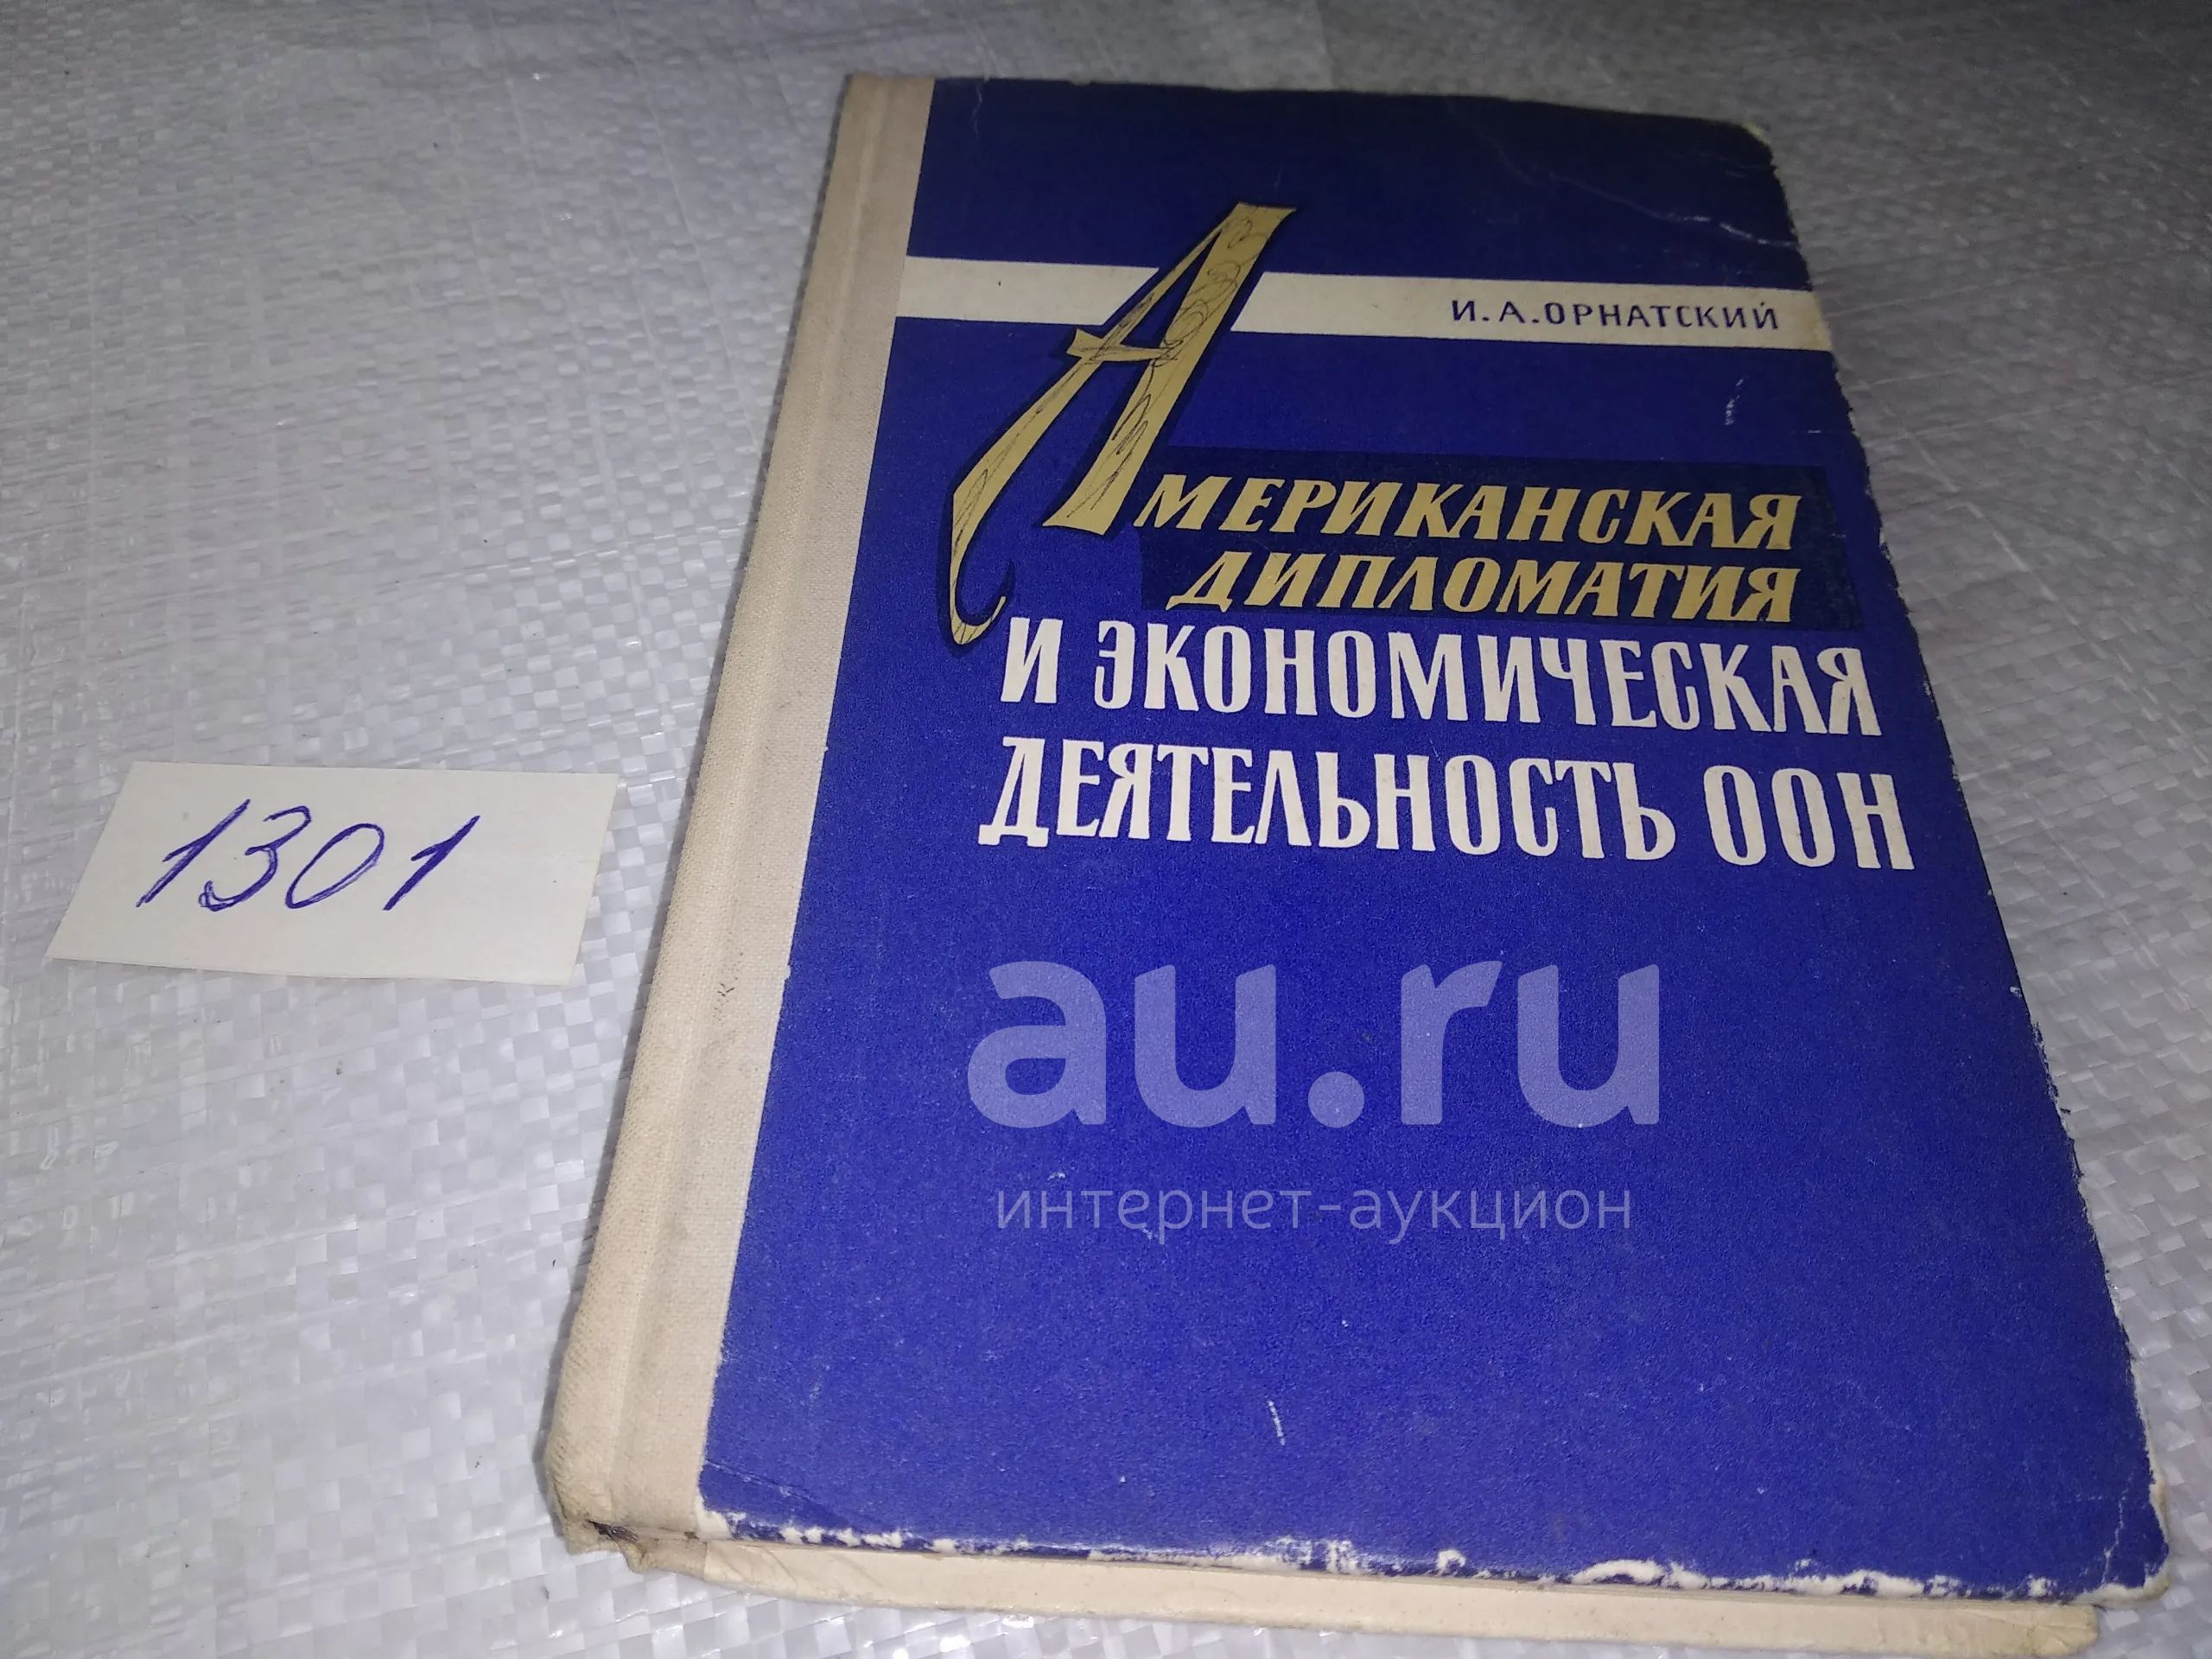 И. А. ОРНАТСКИЙ
АМЕРИКАНСКАЯ
ДИПЛОМАТИЯ
И ЭКОНОМИЧЕСКАЯ
ДЕЯТЕЛЬНОСТЬ ООН
1301
au.ru
интернет-аукцион